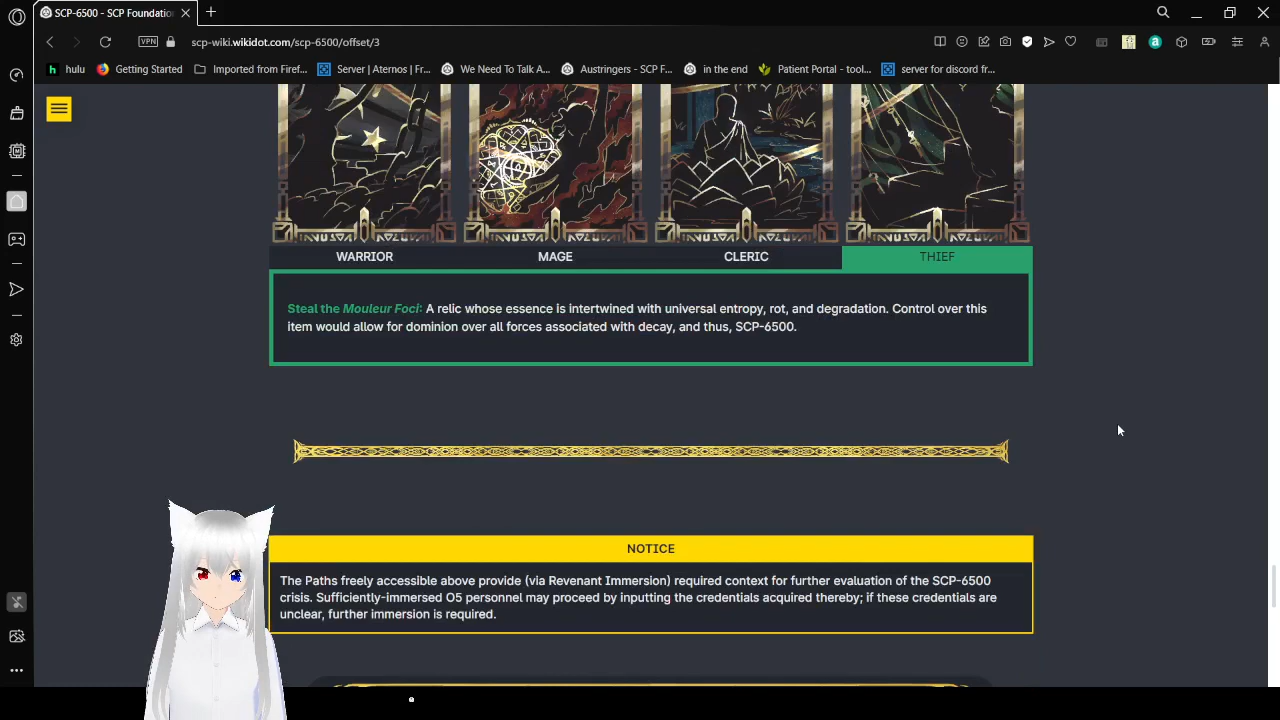 SCP-6500 - SCP Foundation
VPN
scp-wiki.wikidot.com/scp-6500/offset/3
hulu
Getting Started
Imported from Firef...
Server | Aternos | Fr...
We Need To Talk A...
Austringers - SCP F...
in the end
Patient Portal - tool...
server for discord fr...
WARRIOR
MAGE
CLERIC
THIEF
Steal the Mouleur Foci: A relic whose essence is intertwined with universal entropy, rot, and degradation. Control over this
item would allow for dominion over all forces associated with decay, and thus, SCP-6500.
NOTICE
The Paths freely accessible above provide (via Revenant Immersion) required context for further evaluation of the SCP-6500
crisis. Sufficiently-immersed O5 personnel may proceed by inputting the credentials acquired thereby; if these credentials are
unclear, further immersion is required.